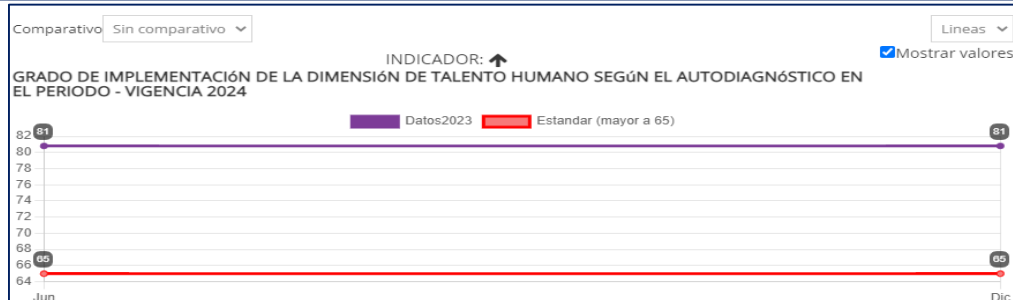 Comparativo Sin comparativo Lineas
INDICADOR: Mostrar valores
GRADO DE IMPLEMENTACIóN DE LA DIMENSIóN DE TALENTO HUMANO SEGúN EL AUTODIAGNóSTICO EN
EL PERIODO - VIGENCIA 2024
Datos2023 Estandar (mayor a 65)
82
81 81
80
78
76
74
72
70
68
66
65 65
64
Jun Dic